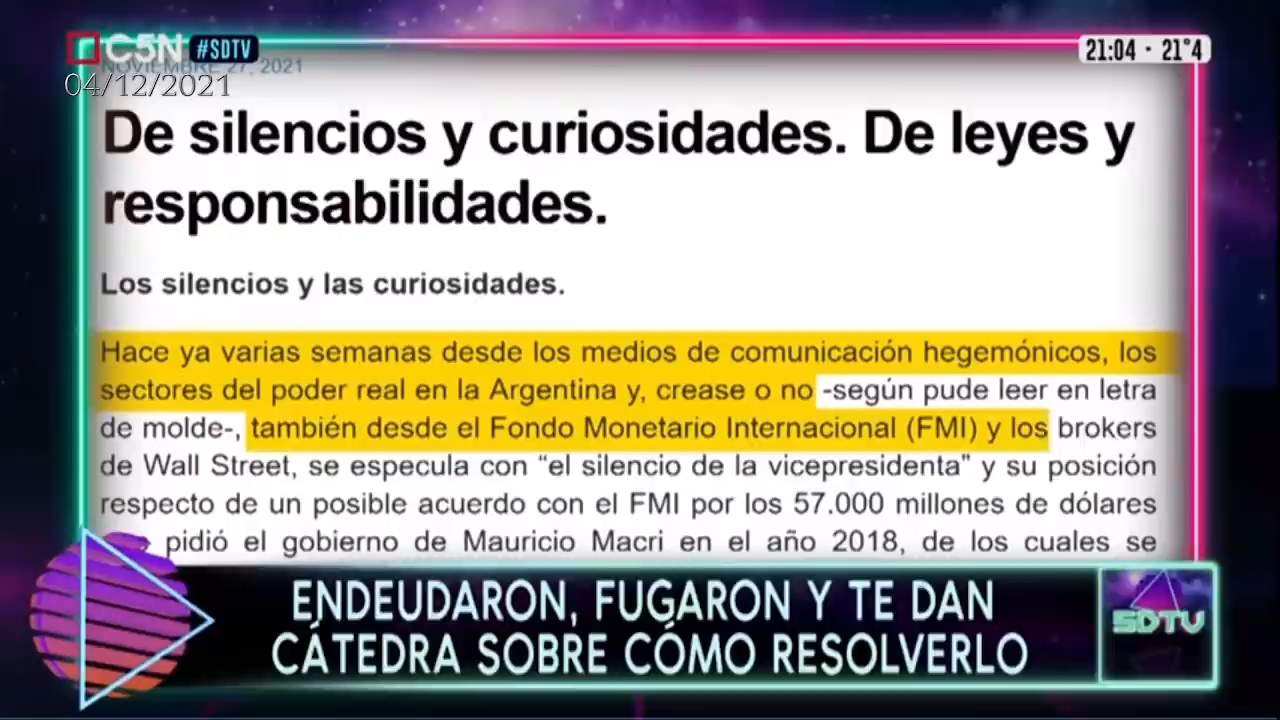 C5N #SDTV
21:04 · 21°4
NOVIEMBRE 27, 2021
04/12/2021
De silencios y curiosidades. De leyes y
responsabilidades.
Los silencios y las curiosidades.
Hace ya varias semanas desde los medios de comunicación hegemónicos, los
sectores del poder real en la Argentina y, crease o no -según pude leer en letra
de molde-, también desde el Fondo Monetario Internacional (FMI) y los brokers
de Wall Street, se especula con “el silencio de la vicepresidenta” y su posición
respecto de un posible acuerdo con el FMI por los 57.000 millones de dólares
pidió el gobierno de Mauricio Macri en el año 2018, de los cuales se
ENDEUDARON, FUGARON Y TE DAN
CÁTEDRA SOBRE CÓMO RESOLVERLO
SDTV